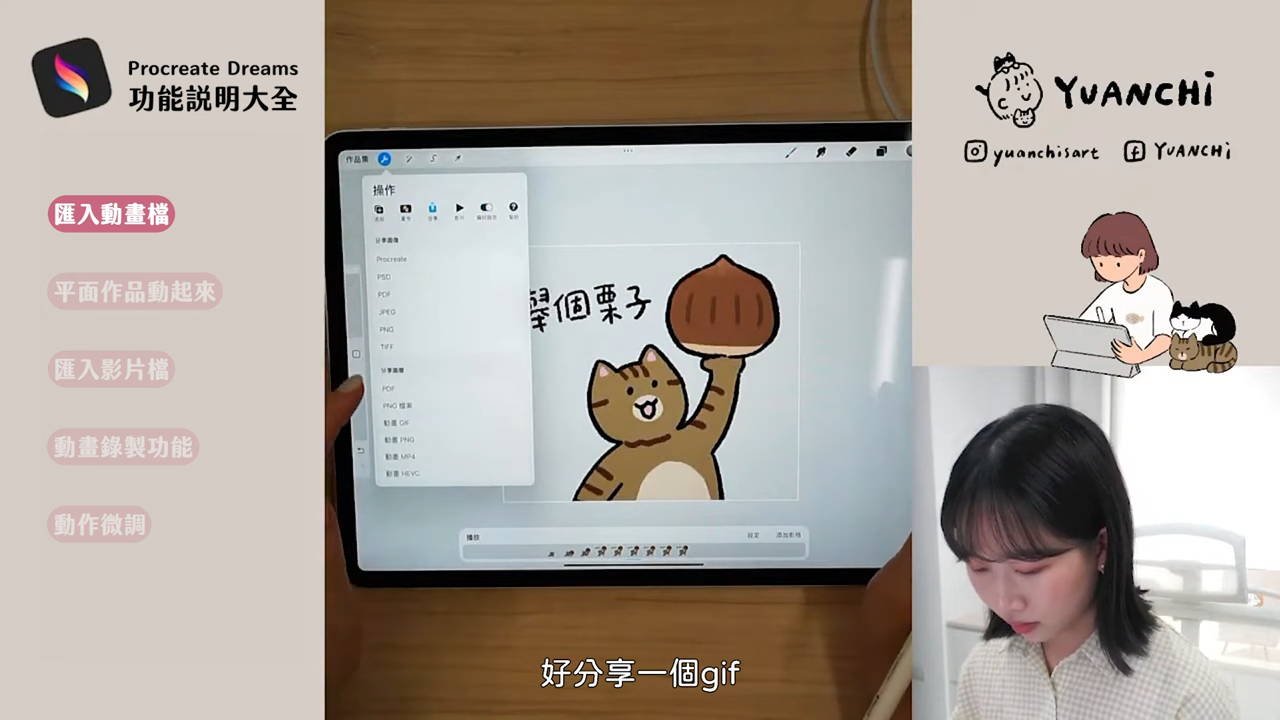 Procreate Dreams
功能説明大全
匯入動畫檔
平面作品動起來
匯入影片檔
動畫錄製功能
動作微調
作品集
操作
分享圖像
Procreate
PSD
PDF
JPEG
PNG
TIFF
分享圖層
PDF
PNG 檔案
動畫 GIF
動畫 PNG
動畫 MP4
動畫 HEVC
舉個栗子
播放
設定
添加影格
好分享一個gif
YUANCHi
yuanchisart
YUANCHi